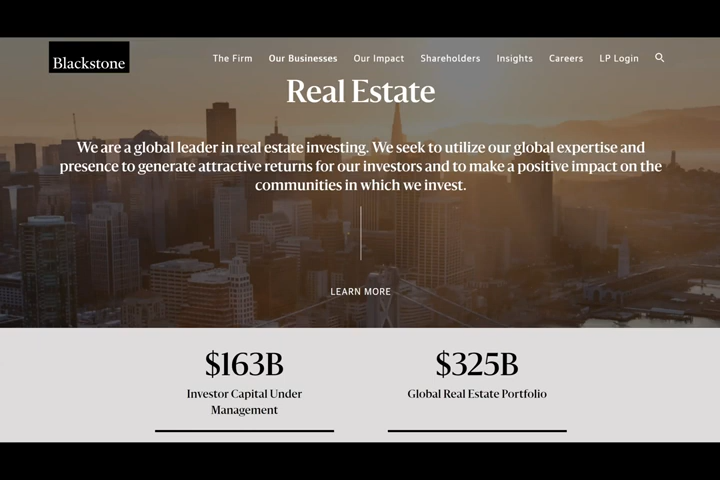 Blackstone
The Firm Our Businesses Our Impact Shareholders Insights Careers LP Login
Real Estate
We are a global leader in real estate investing. We seek to utilize our global expertise and
presence to generate attractive returns for our investors and to make a positive impact on the
communities in which we invest.
LEARN MORE
$163B
Investor Capital Under
Management
$325B
Global Real Estate Portfolio